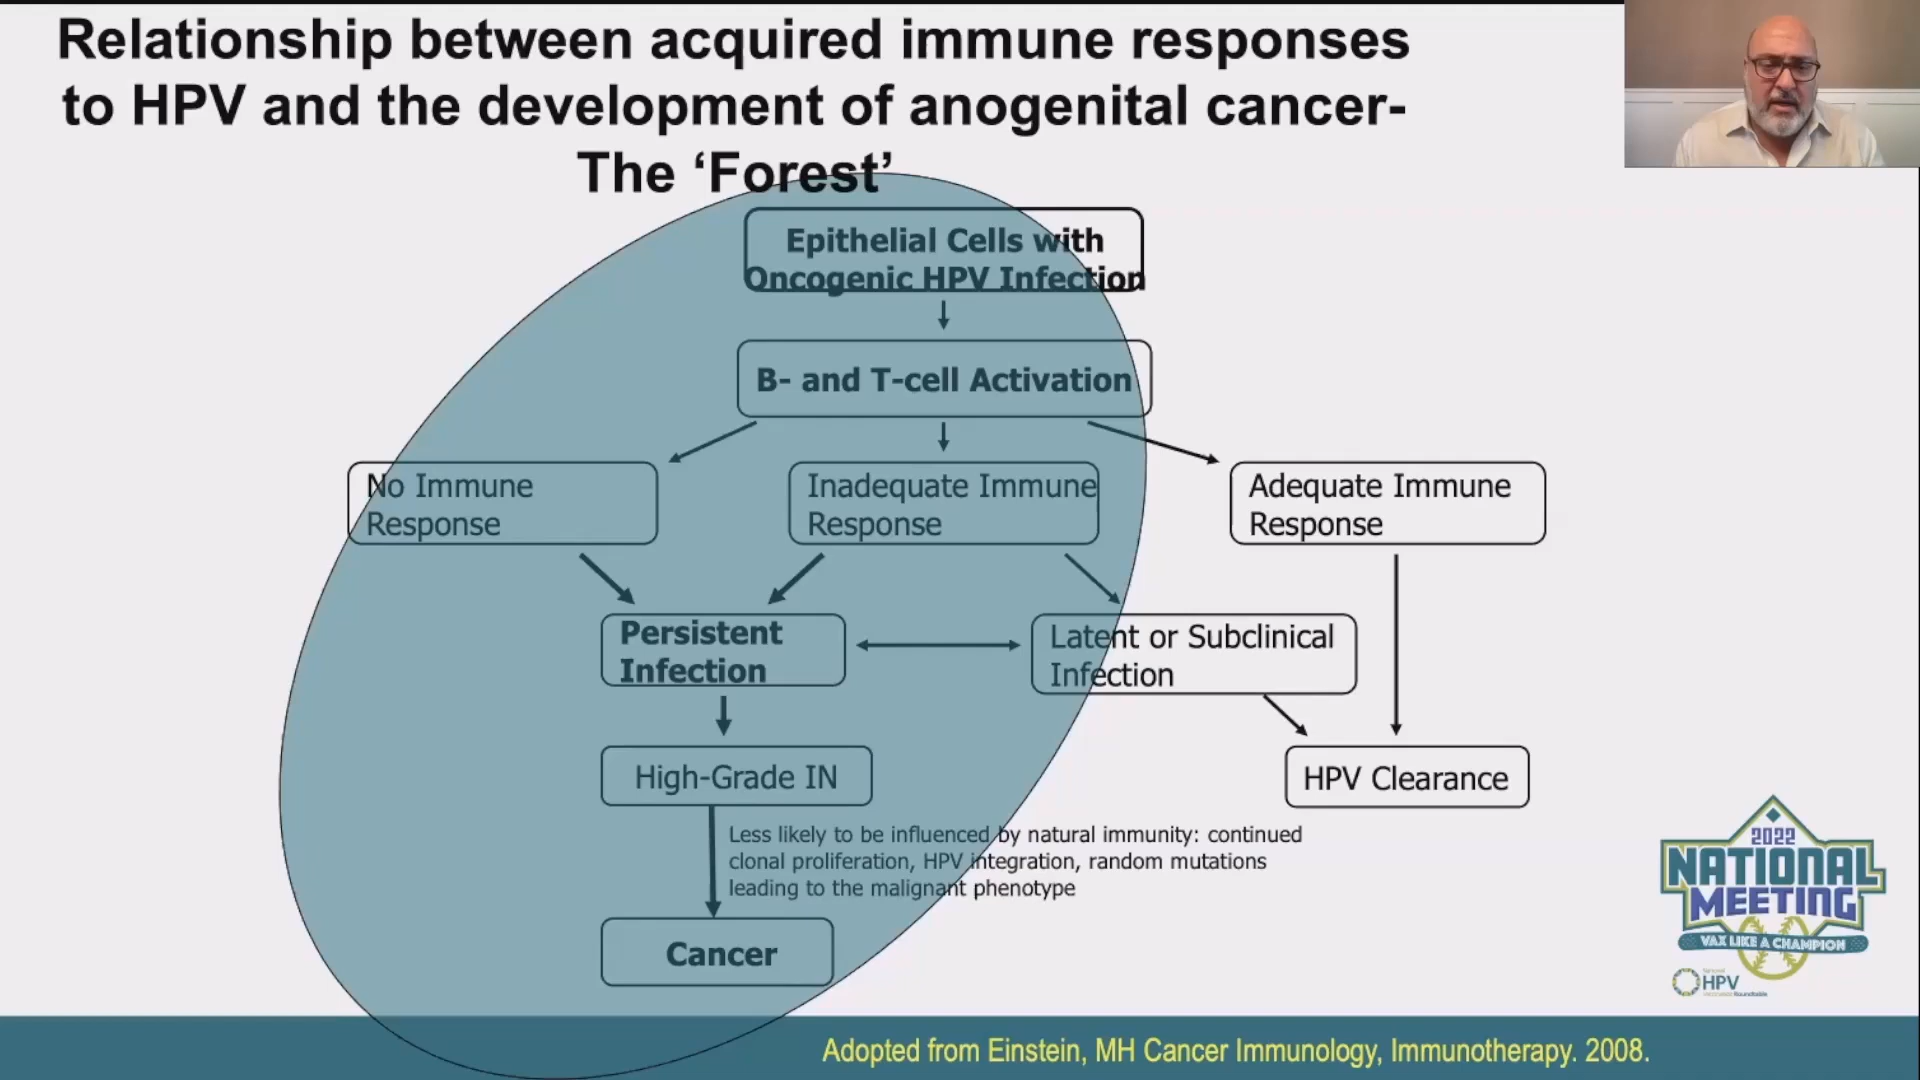 Relationship between acquired immune responses
to HPV and the development of anogenital cancer-
The ‘Forest’
Epithelial Cells with
Oncogenic HPV Infection
B- and T-cell Activation
No Immune
Response
Inadequate Immune
Response
Adequate Immune
Response
Persistent
Infection
Latent or Subclinical
Infection
High-Grade IN
HPV Clearance
Less likely to be influenced by natural immunity: continued
clonal proliferation, HPV integration, random mutations
leading to the malignant phenotype
Cancer
2022
NATIONAL
MEETING
VAX LIKE A CHAMPION
HPV
Roundtable
Adopted from Einstein, MH Cancer Immunology, Immunotherapy. 2008.